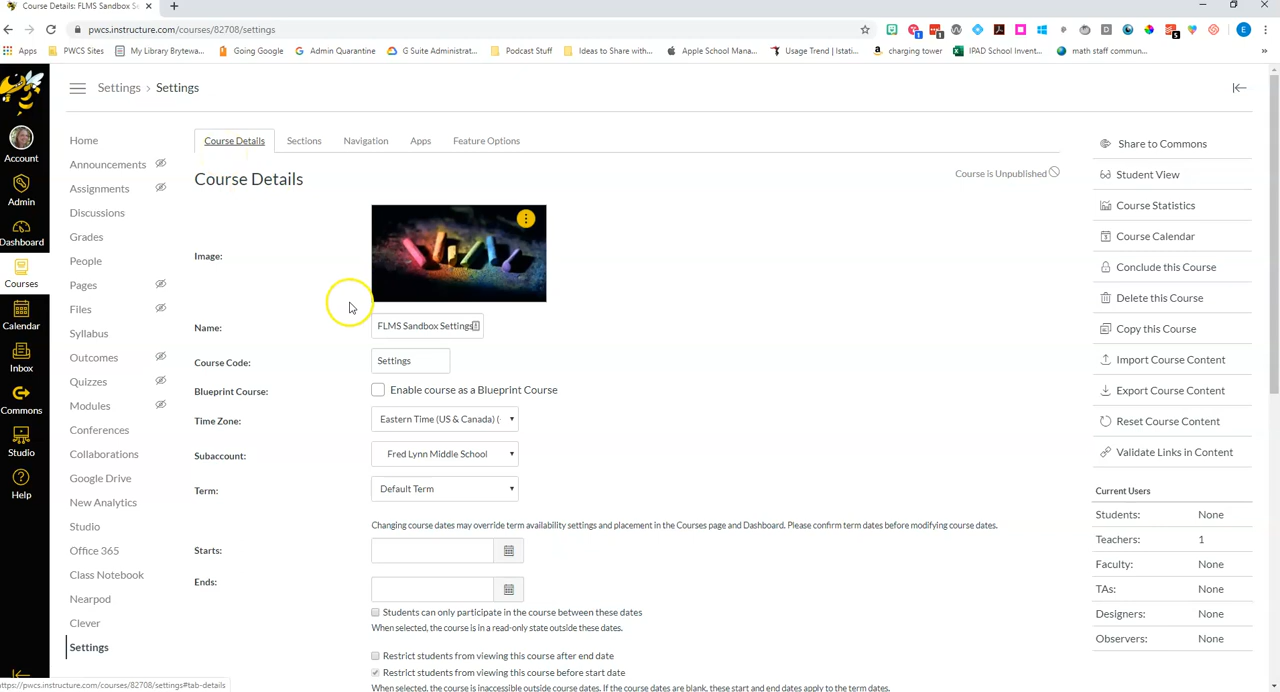 Course Details: FLMS Sandbox S
pwcs.instructure.com/courses/82708/settings
Apps PWCS Sites My Library Brytewa... Going Google Admin Quarantine G Suite Administrat... Podcast Stuff Ideas to Share with... Apple School Mana... Usage Trend | Istati... charging tower IPAD School Invent... math staff commun...
Settings › Settings
Account
Admin
Dashboard
Courses
Calendar
Inbox
Commons
Studio
Help
Home
Announcements
Assignments
Discussions
Grades
People
Pages
Files
Syllabus
Outcomes
Quizzes
Modules
Conferences
Collaborations
Google Drive
New Analytics
Studio
Office 365
Class Notebook
Nearpod
Clever
Settings
Course Details Sections Navigation Apps Feature Options
Course Details
Course is Unpublished
Image:
Name: FLMS Sandbox Settings
Course Code: Settings
Blueprint Course: Enable course as a Blueprint Course
Time Zone: Eastern Time (US & Canada) (-
Subaccount: Fred Lynn Middle School
Term: Default Term
Changing course dates may override term availability settings and placement in the Courses page and Dashboard. Please confirm term dates before modifying course dates.
Starts:
Ends:
Students can only participate in the course between these dates
When selected, the course is in a read-only state outside these dates.
Restrict students from viewing this course after end date
Restrict students from viewing this course before start date
When selected, the course is inaccessible outside course dates. If the course dates are blank, these start and end dates apply to the term dates.
Share to Commons
Student View
Course Statistics
Course Calendar
Conclude this Course
Delete this Course
Copy this Course
Import Course Content
Export Course Content
Reset Course Content
Validate Links in Content
Current Users
Students: None
Teachers: 1
Faculty: None
TAs: None
Designers: None
Observers: None
https://pwcs.instructure.com/courses/82708/settings#tab-details